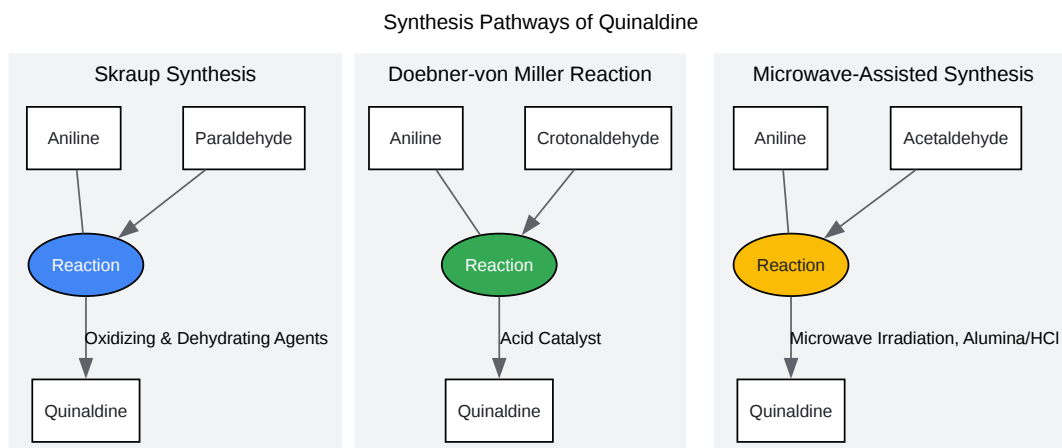 Synthesis Pathways of Quinaldine
Skraup Synthesis
Aniline
Paraldehyde
Reaction
Oxidizing & Dehydrating Agents
Quinaldine
Doebner-von Miller Reaction
Aniline
Crotonaldehyde
Reaction
Acid Catalyst
Quinaldine
Microwave-Assisted Synthesis
Aniline
Acetaldehyde
Reaction
Microwave Irradiation, Alumina/HCl
Quinaldine